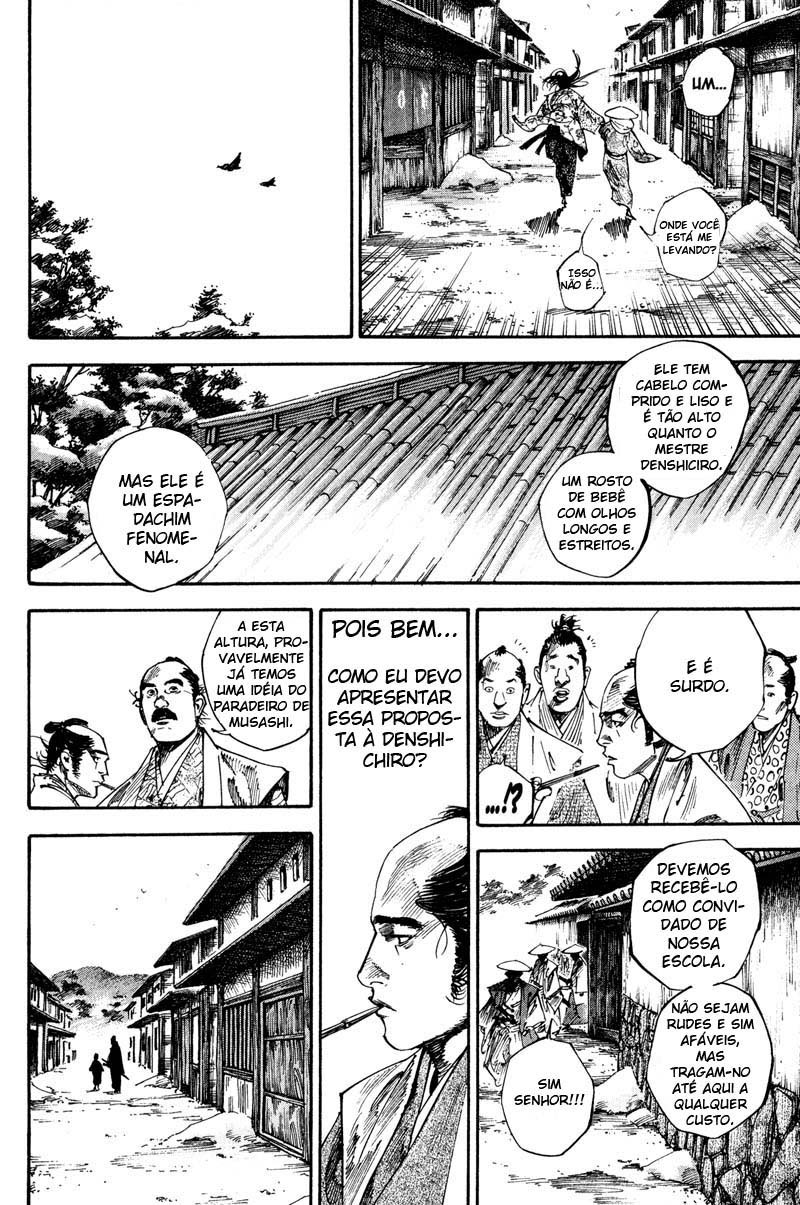 UM...
ONDE VOCÊ
ESTÁ ME
LEVANDO?
ISSO
NÃO É...
ELE TEM
CABELO COM-
PRIDO E LISO E
É TÃO ALTO
QUANTO O
MESTRE
DENSHICIRO.
UM ROSTO
DE BEBÊ
COM OLHOS
LONGOS E
ESTREITOS.
MAS ELE É
UM ESPA-
DACHIM
FENOME-
NAL.
E É
SURDO.
...!?
POIS BEM...
COMO EU DEVO
APRESENTAR
ESSA PROPOS-
TA À DENSHI-
CHIRO?
A ESTA
ALTURA, PRO-
VAVELMENTE
JÁ TEMOS
UMA IDÉIA DO
PARADEIRO DE
MUSASHI.
DEVEMOS
RECEBÊ-LO
COMO CONVI-
DADO DE
NOSSA
ESCOLA.
NÃO SEJAM
RUDES E SIM
AFÁVEIS,
MAS
TRAGAM-NO
ATÉ AQUI A
QUALQUER
CUSTO.
SIM
SENHOR!!!